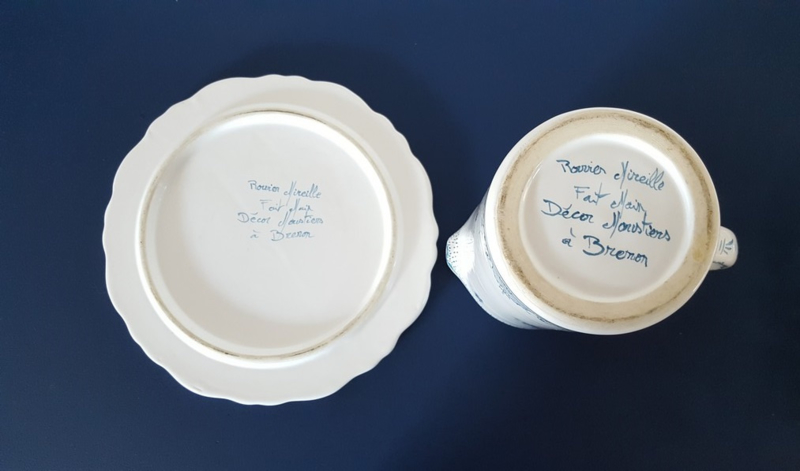 Rouvier Mireille
Fait Main
Décor Moustiers
à Brenon
Rouvier Mireille
Fait Main
Décor Moustiers
à Brenon